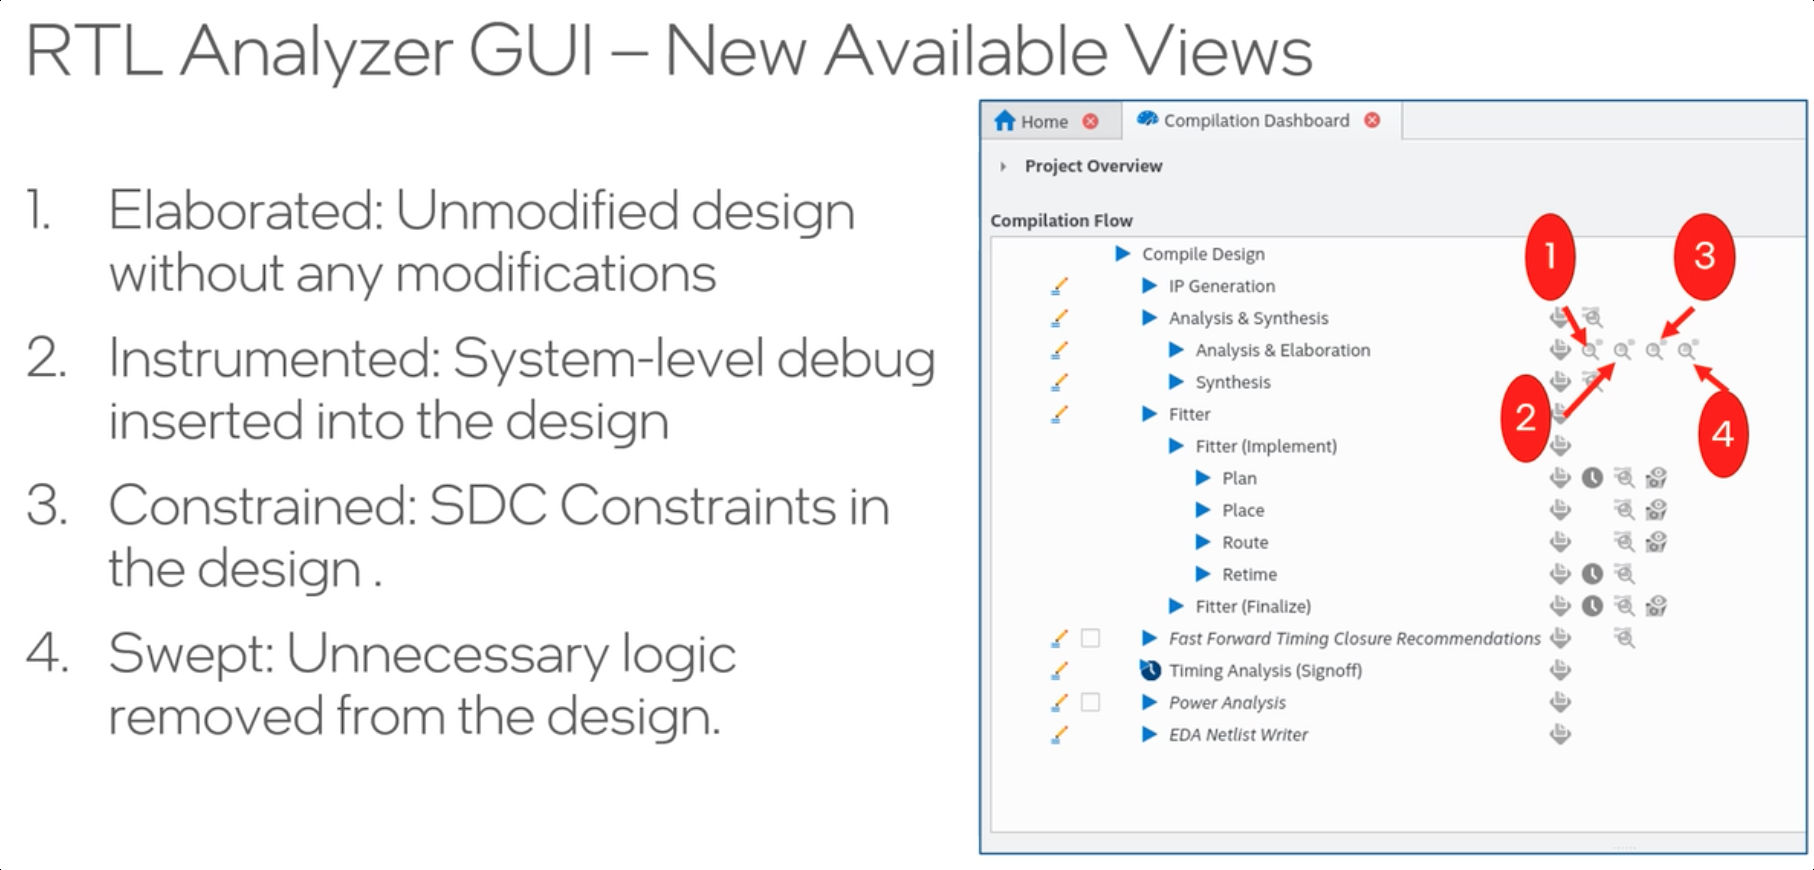 RTL Analyzer GUI – New Available Views
1. Elaborated: Unmodified design
without any modifications
2. Instrumented: System-level debug
inserted into the design
3. Constrained: SDC Constraints in
the design .
4. Swept: Unnecessary logic
removed from the design.
Home
Compilation Dashboard
Project Overview
Compilation Flow
Compile Design
IP Generation
Analysis & Synthesis
Analysis & Elaboration
Synthesis
Fitter
Fitter (Implement)
Plan
Place
Route
Retime
Fitter (Finalize)
Fast Forward Timing Closure Recommendations
Timing Analysis (Signoff)
Power Analysis
EDA Netlist Writer
1
3
2
4